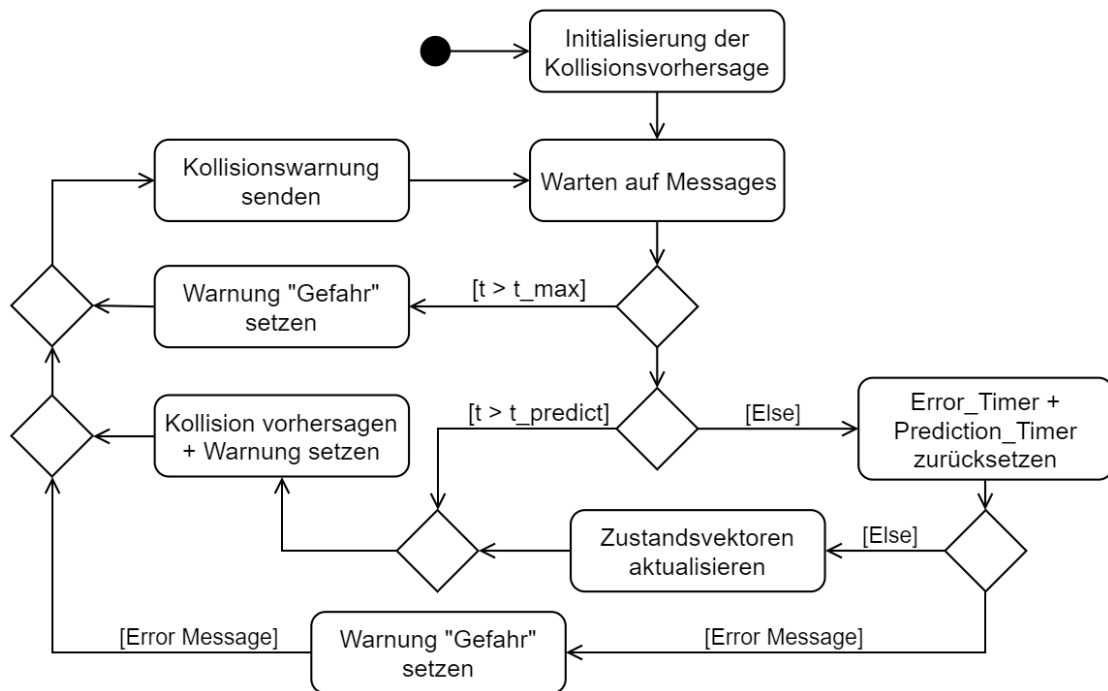 Initialisierung der
Kollisionsvorhersage
Kollisionswarnung
senden
Warten auf Messages
Warnung "Gefahr"
setzen
[t > t_max]
Kollision vorhersagen
+ Warnung setzen
[t > t_predict]
[Else]
Error_Timer +
Prediction_Timer
zurücksetzen
Zustandsvektoren
aktualisieren
[Else]
[Error Message]
Warnung "Gefahr"
setzen
[Error Message]